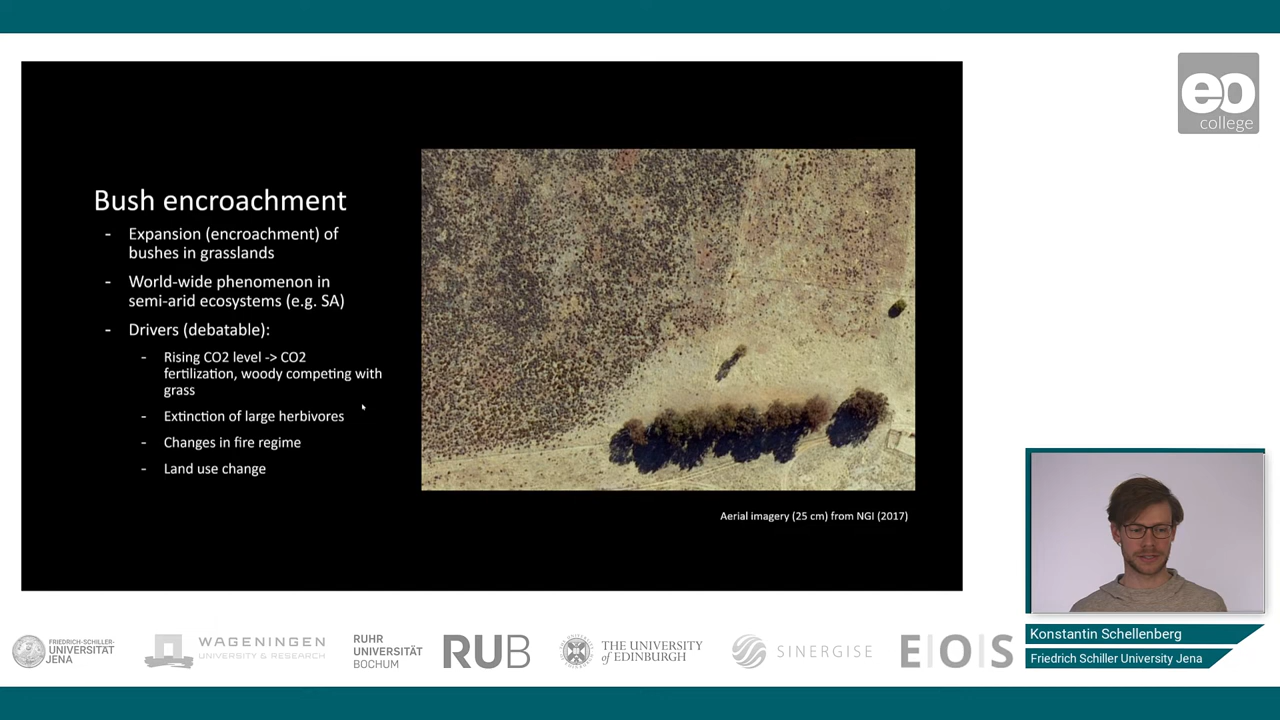 eo
college
Bush encroachment
- Expansion (encroachment) of
bushes in grasslands
- World-wide phenomenon in
semi-arid ecosystems (e.g. SA)
- Drivers (debatable):
- Rising CO2 level -> CO2
fertilization, woody competing with
grass
- Extinction of large herbivores
- Changes in fire regime
- Land use change
Aerial imagery (25 cm) from NGI (2017)
Konstantin Schellenberg
Friedrich Schiller University Jena
FRIEDRICH-SCHILLER-
UNIVERSITÄT
JENA
WAGENINGEN
UNIVERSITY & RESEARCH
RUHR
UNIVERSITÄT
BOCHUM
RUB
THE UNIVERSITY
of EDINBURGH
SINERGISE
E|O|S